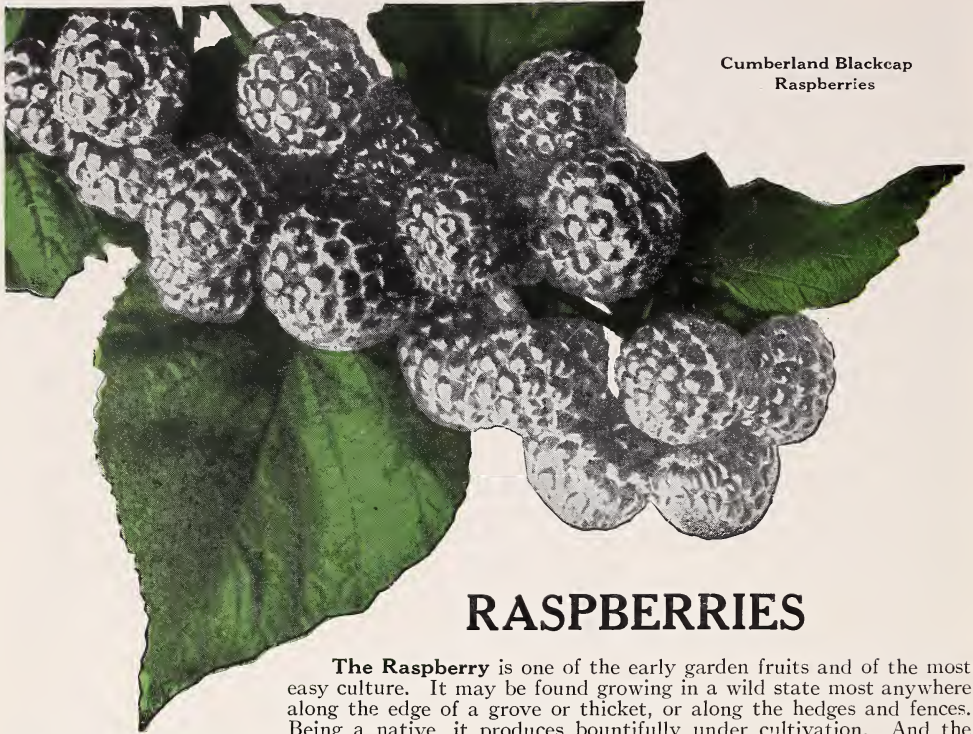 Cumberland Blackcap
Raspberries
RASPBERRIES
The Raspberry is one of the early garden fruits and of the most
easy culture. It may be found growing in a wild state most anywhere
along the edge of a grove or thicket, or along the hedges and fences.
Being a native, it produces bountifully under cultivation. And the